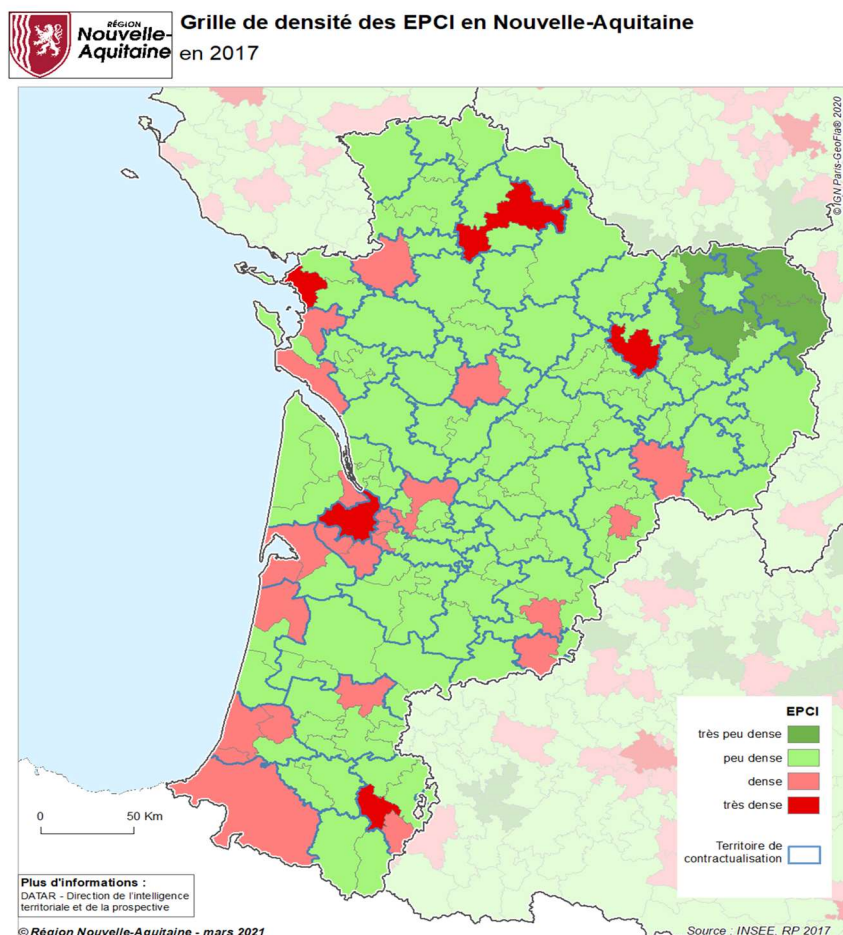 RÉGION
Nouvelle-
Aquitaine
Grille de densité des EPCI en Nouvelle-Aquitaine
en 2017
©IGN Paris-GeoFla® 2020
EPCI
très peu dense
peu dense
dense
très dense
Territoire de
contractualisation
0 50 Km
Plus d'informations :
DATAR - Direction de l'intelligence
territoriale et de la prospective
© Région Nouvelle-Aquitaine - mars 2021
Source : INSEE, RP 2017